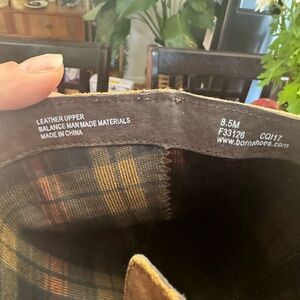 LEATHER UPPER
BALANCE MAN MADE MATERIALS
MADE IN CHINA
8.5M
F33126 CQI17
www.bornshoes.com